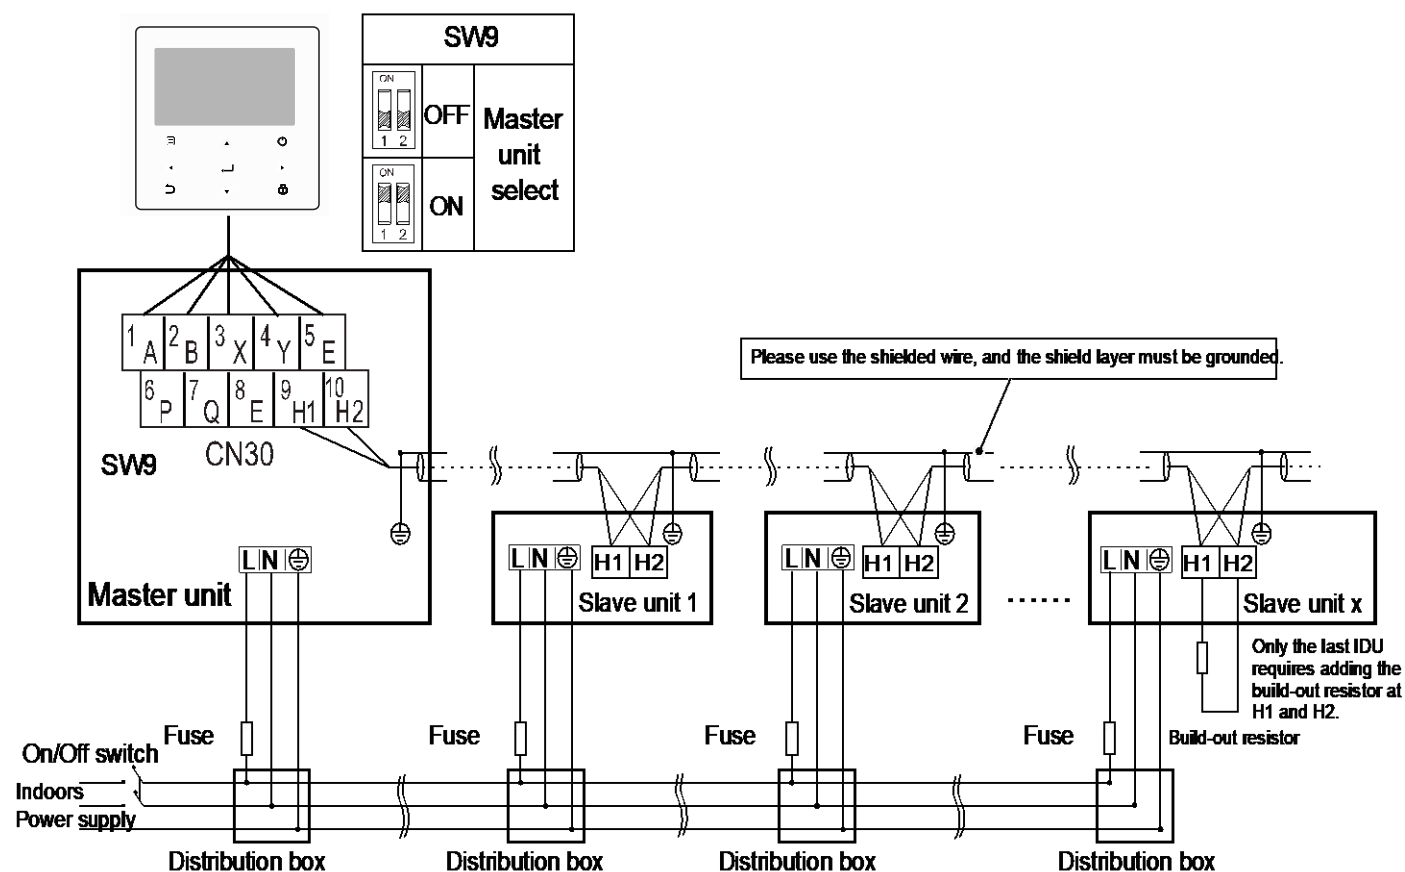 SW9
ON
1 2
OFF
Master
unit
select
ON
1 2
ON
1 A 2 B 3 X 4 Y 5 E
6 P 7 Q 8 E 9 H1 10 H2
CN30
SW9
Please use the shielded wire, and the shield layer must be grounded.
L N
Master unit
L N H1 H2
Slave unit 1
L N H1 H2
Slave unit 2
......
L N H1 H2
Slave unit x
Only the last IDU
requires adding the
build-out resistor at
H1 and H2.
Build-out resistor
Fuse
Fuse
Fuse
Fuse
On/Off switch
Indoors
Power supply
Distribution box
Distribution box
Distribution box
Distribution box